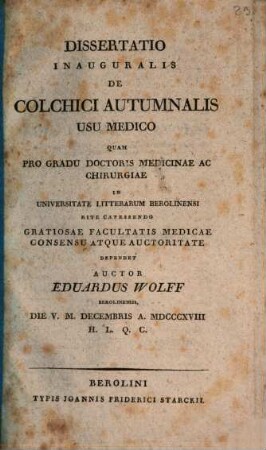 DISSERTATIO
INAUGURALIS
DE
COLCHICI AUTUMNALIS
USU MEDICO
QUAM
PRO GRADU DOCTORIS MEDICINAE AC
CHIRURGIAE
IN
UNIVERSITATE LITTERARUM BEROLINENSI
RITE CAPESSENDO
GRATIOSAE FACULTATIS MEDICAE
CONSENSU ATQUE AUCTORITATE
DEFENDET
AUCTOR
EDUARDUS WOLFF
BEROLINENSIS,
DIE V. M. DECEMBRIS A. MDCCCXVIII
H. L. Q. C.
BEROLINI
TYPIS JOANNIS FRIDERICI STARCKII.